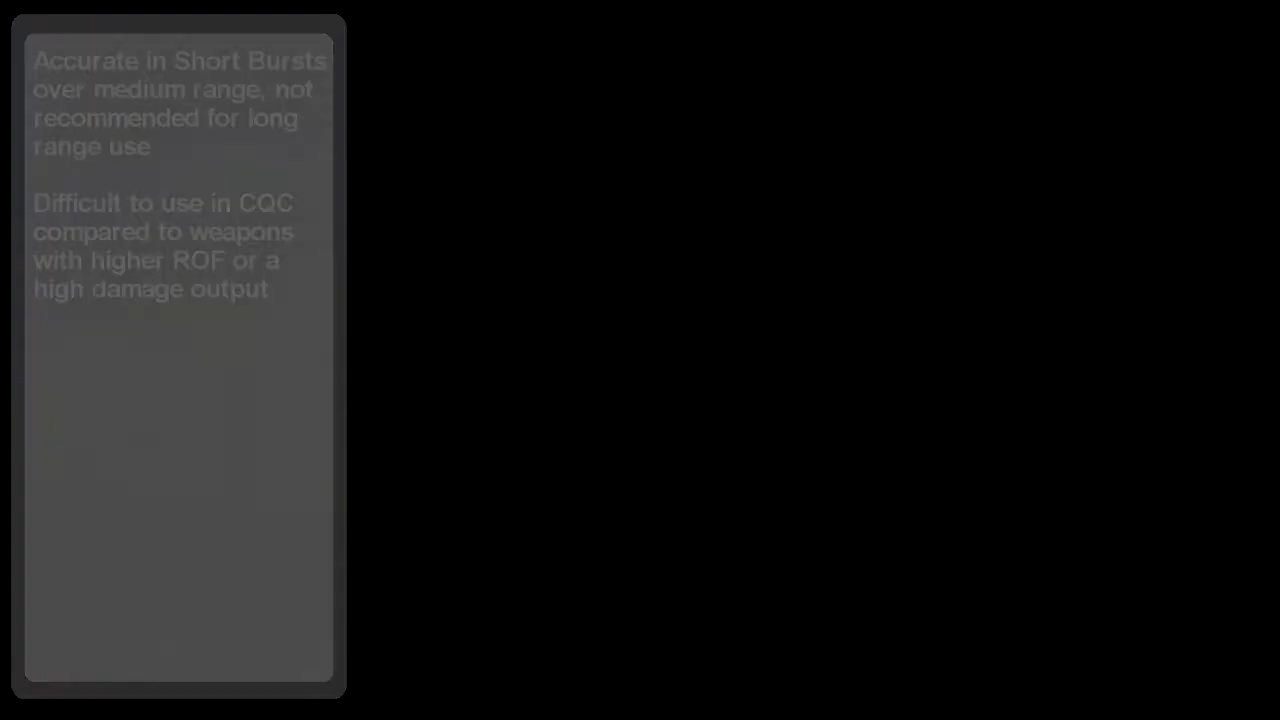 Accurate in Short Bursts
over medium range, not
recommended for long
range use
Difficult to use in CQC
compared to weapons
with higher ROF or a
high damage output